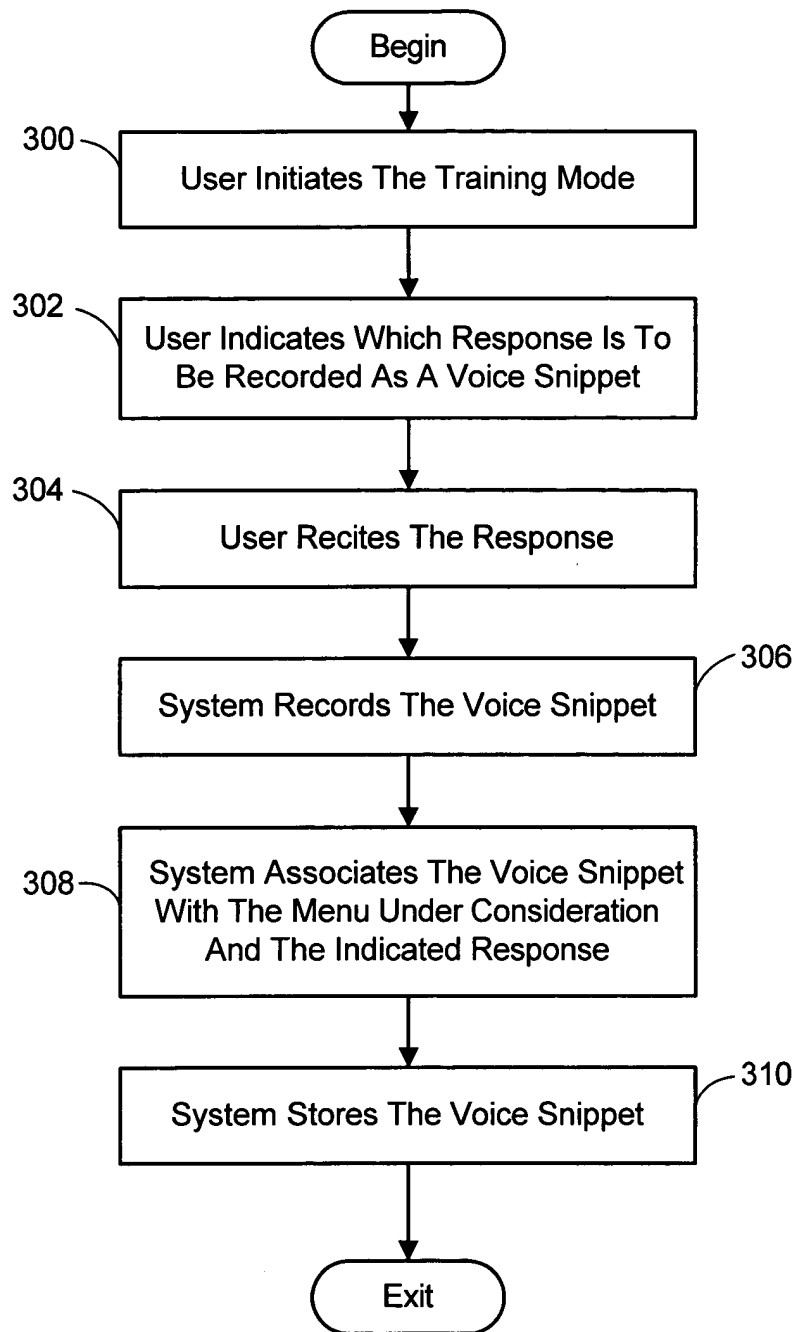 Begin
300
User Initiates The Training Mode
302
User Indicates Which Response Is To
Be Recorded As A Voice Snippet
304
User Recites The Response
306
System Records The Voice Snippet
308
System Associates The Voice Snippet
With The Menu Under Consideration
And The Indicated Response
310
System Stores The Voice Snippet
Exit